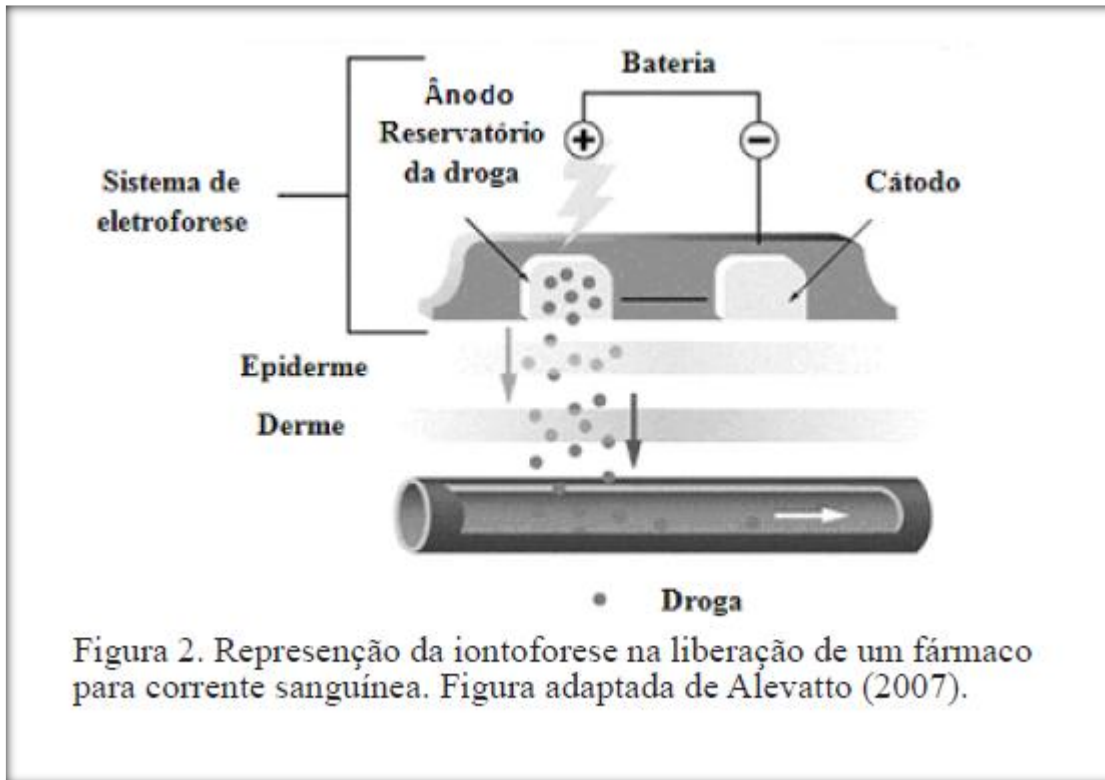 Bateria
Ânodo
Reservatório
da droga
+
−
Sistema de
eletroforese
Cátodo
Epiderme
Derme
Droga
Figura 2. Represenção da iontoforese na liberação de um fármaco
para corrente sanguínea. Figura adaptada de Alevatto (2007).